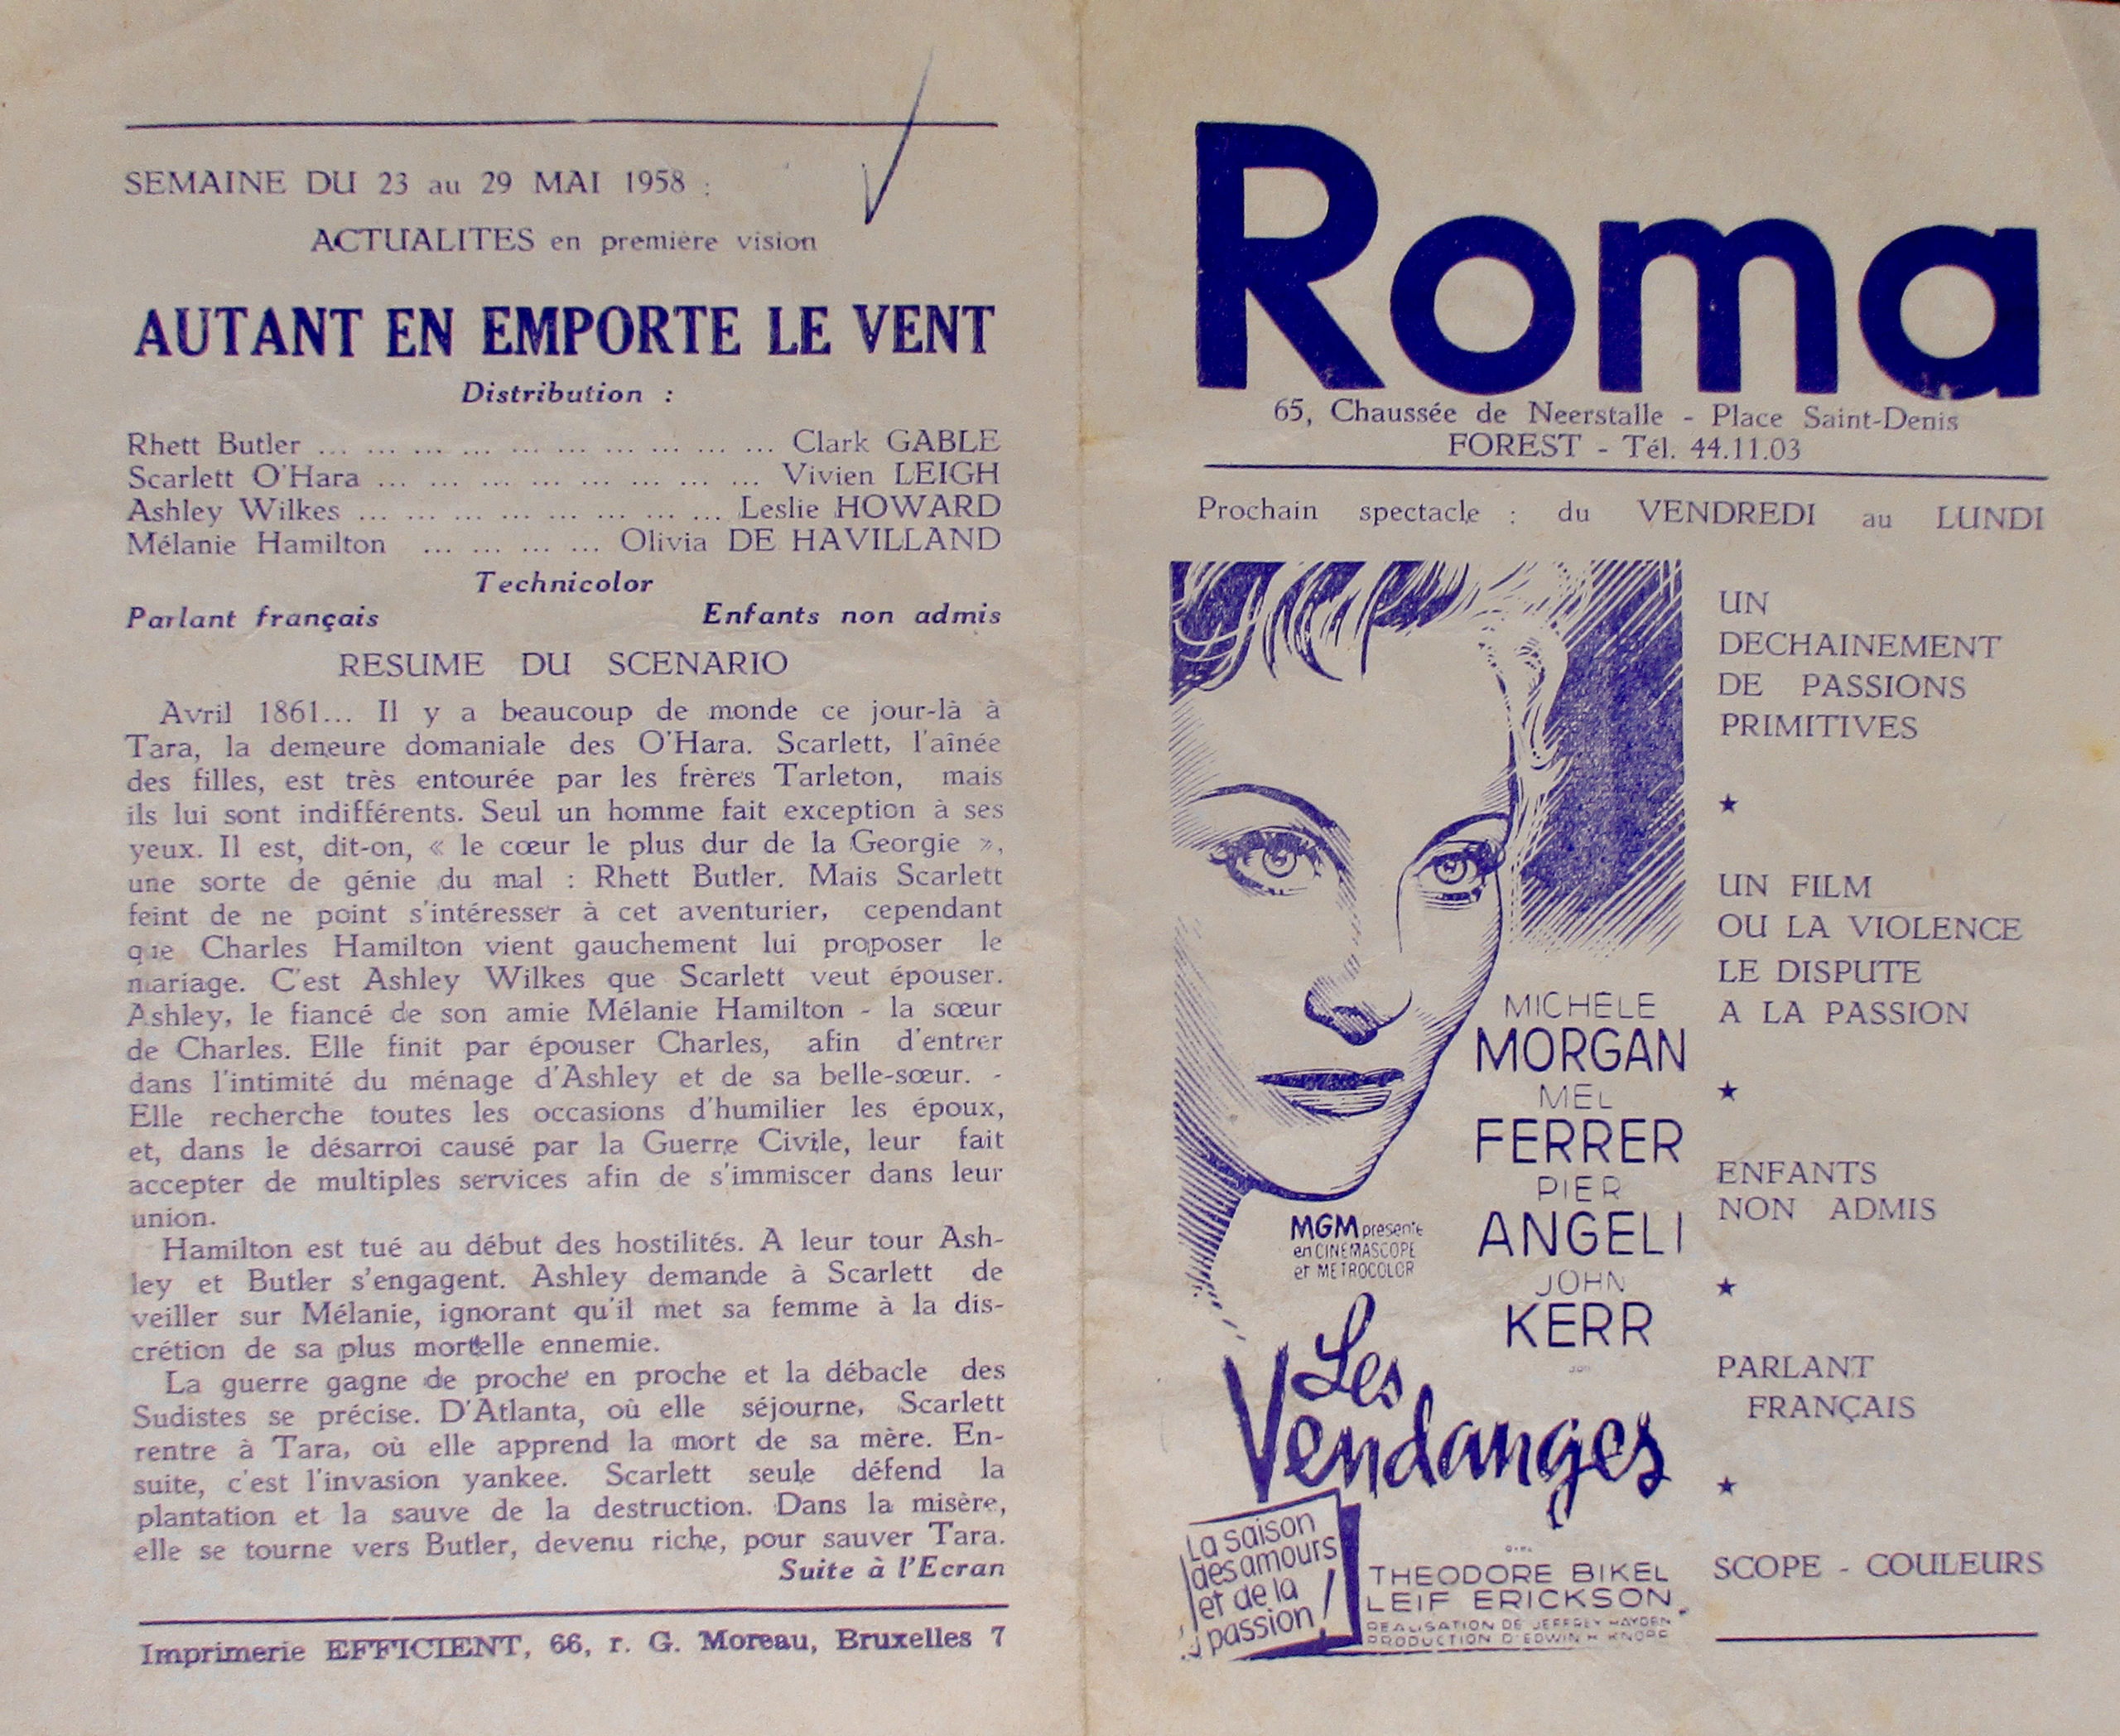 SEMAINE DU 23 au 29 MAI 1958 :
ACTUALITES en première vision
AUTANT EN EMPORTE LE VENT
Distribution :
Rhett Butler ... ... ... ... ... ... ... ... ... ... Clark GABLE
Scarlett O'Hara ... ... ... ... ... ... ... ... Vivien LEIGH
Ashley Wilkes ... ... ... ... ... ... ... ... Leslie HOWARD
Mélanie Hamilton ... ... ... ... Olivia DE HAVILLAND
Technicolor
Parlant français Enfants non admis
RESUME DU SCENARIO
Avril 1861... Il y a beaucoup de monde ce jour-là à
Tara, la demeure domaniale des O'Hara. Scarlett, l'aînée
des filles, est très entourée par les frères Tarleton, mais
ils lui sont indifférents. Seul un homme fait exception à ses
yeux. Il est, dit-on, « le cœur le plus dur de la Georgie »,
une sorte de génie du mal : Rhett Butler. Mais Scarlett
feint de ne point s'intéresser à cet aventurier, cependant
que Charles Hamilton vient gauchement lui proposer le
mariage. C'est Ashley Wilkes que Scarlett veut épouser.
Ashley, le fiancé de son amie Mélanie Hamilton - la sœur
de Charles. Elle finit par épouser Charles, afin d'entrer
dans l'intimité du ménage d'Ashley et de sa belle-sœur. -
Elle recherche toutes les occasions d'humilier les époux,
et, dans le désarroi causé par la Guerre Civile, leur fait
accepter de multiples services afin de s'immiscer dans leur
union.
Hamilton est tué au début des hostilités. A leur tour Ash-
ley et Butler s'engagent. Ashley demande à Scarlett de
veiller sur Mélanie, ignorant qu'il met sa femme à la dis-
crétion de sa plus mortelle ennemie.
La guerre gagne de proche en proche et la débacle des
Sudistes se précise. D'Atlanta, où elle séjourne, Scarlett
rentre à Tara, où elle apprend la mort de sa mère. En-
suite, c'est l'invasion yankee. Scarlett seule défend la
plantation et la sauve de la destruction. Dans la misère,
elle se tourne vers Butler, devenu riche, pour sauver Tara.
Suite à l'Ecran
Imprimerie EFFICIENT, 66, r. G. Moreau, Bruxelles 7
Roma
65, Chaussée de Neerstalle - Place Saint-Denis
FOREST - Tél. 44.11.03
Prochain spectacle : du VENDREDI au LUNDI
MICHELE
MORGAN
MEL
FERRER
PIER
ANGELI
JOHN
KERR
MGM présente
en CINEMASCOPE
et METROCOLOR
Les
Vendanges
La saison
des amours
et de la
passion!
THEODORE BIKEL
LEIF ERICKSON
REALISATION DE JEFFREY HAYDEN
PRODUCTION D'EDWIN H KNOPF
UN
DECHAINEMENT
DE PASSIONS
PRIMITIVES
UN FILM
OU LA VIOLENCE
LE DISPUTE
A LA PASSION
ENFANTS
NON ADMIS
PARLANT
FRANÇAIS
SCOPE - COULEURS